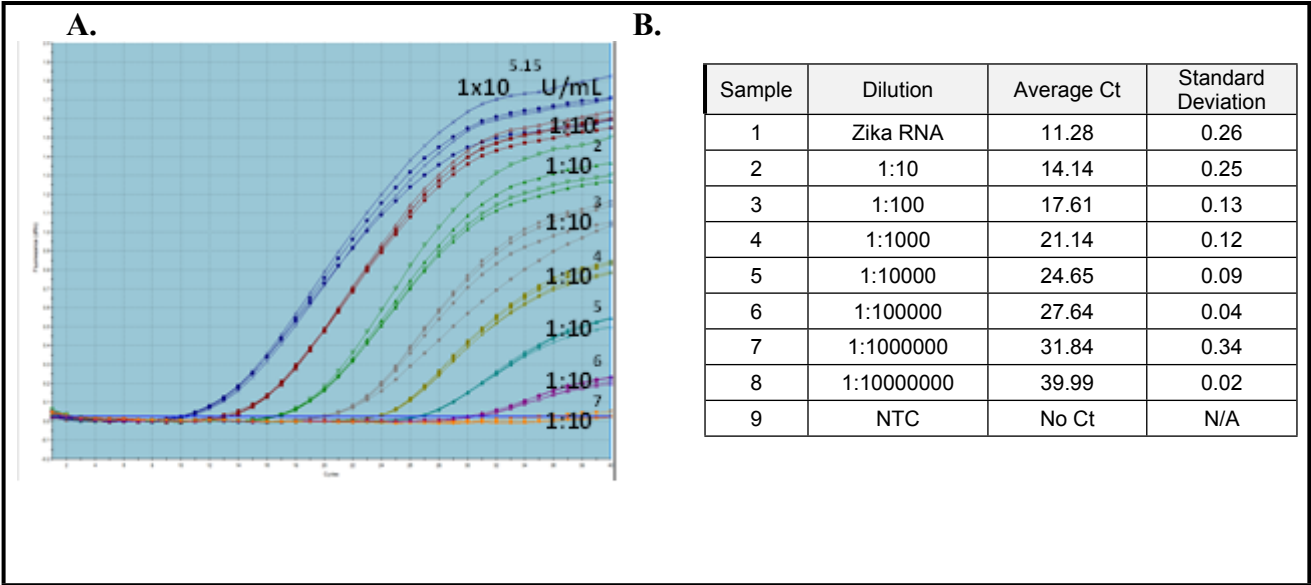 A.
B.
5.15
1x10 U/mL
1:10
2
1:10
3
1:10
4
1:10
5
1:10
6
1:10
7
1:10
Sample Dilution Average Ct Standard Deviation
1 Zika RNA 11.28 0.26
2 1:10 14.14 0.25
3 1:100 17.61 0.13
4 1:1000 21.14 0.12
5 1:10000 24.65 0.09
6 1:100000 27.64 0.04
7 1:1000000 31.84 0.34
8 1:10000000 39.99 0.02
9 NTC No Ct N/A